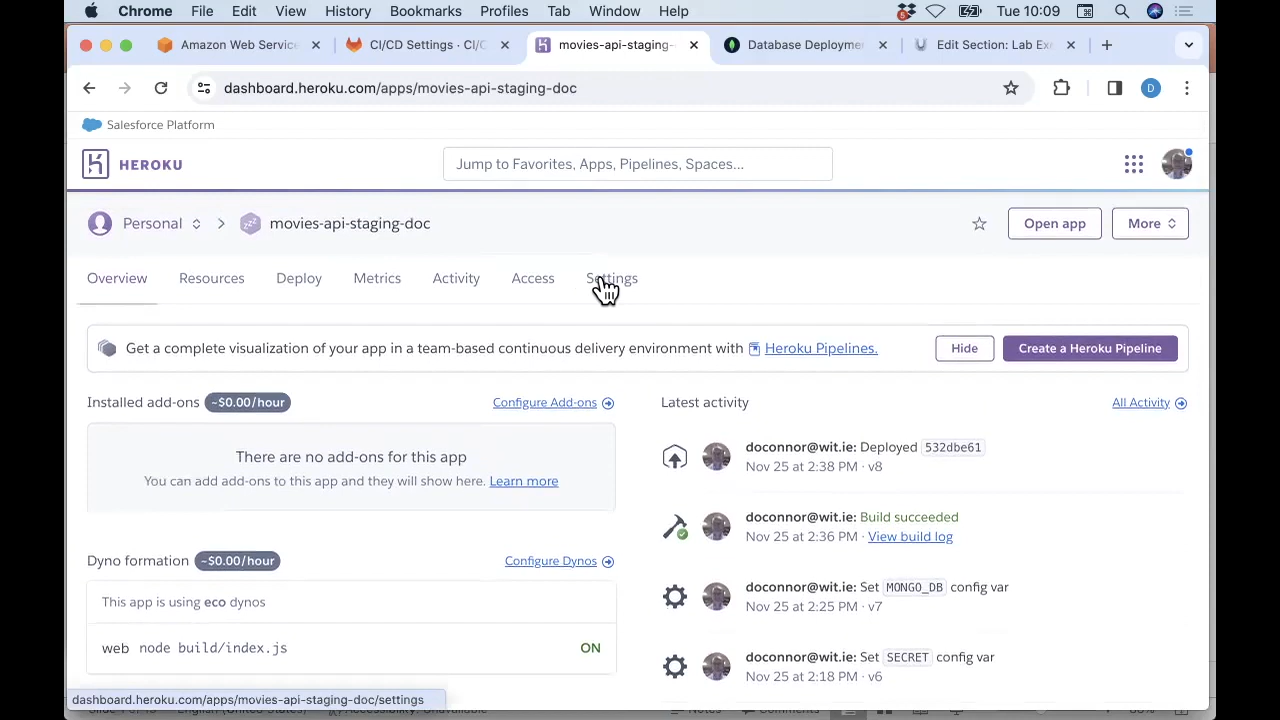 Chrome File Edit View History Bookmarks Profiles Tab Window Help Tue 10:09
Amazon Web Service CI/CD Settings · CI/C movies-api-staging- Database Deployme Edit Section: Lab Exe
dashboard.heroku.com/apps/movies-api-staging-doc D
Salesforce Platform
HEROKU Jump to Favorites, Apps, Pipelines, Spaces...
Personal movies-api-staging-doc Open app More
Overview Resources Deploy Metrics Activity Access Settings
Get a complete visualization of your app in a team-based continuous delivery environment with Heroku Pipelines. Hide Create a Heroku Pipeline
Installed add-ons ~$0.00/hour Configure Add-ons
There are no add-ons for this app
You can add add-ons to this app and they will show here. Learn more
Dyno formation ~$0.00/hour Configure Dynos
This app is using eco dynos
web node build/index.js ON
Latest activity All Activity
doconnor@wit.ie: Deployed 532dbe61
Nov 25 at 2:38 PM · v8
doconnor@wit.ie: Build succeeded
Nov 25 at 2:36 PM · View build log
doconnor@wit.ie: Set MONGO_DB config var
Nov 25 at 2:25 PM · v7
doconnor@wit.ie: Set SECRET config var
Nov 25 at 2:18 PM · v6
dashboard.heroku.com/apps/movies-api-staging-doc/settings